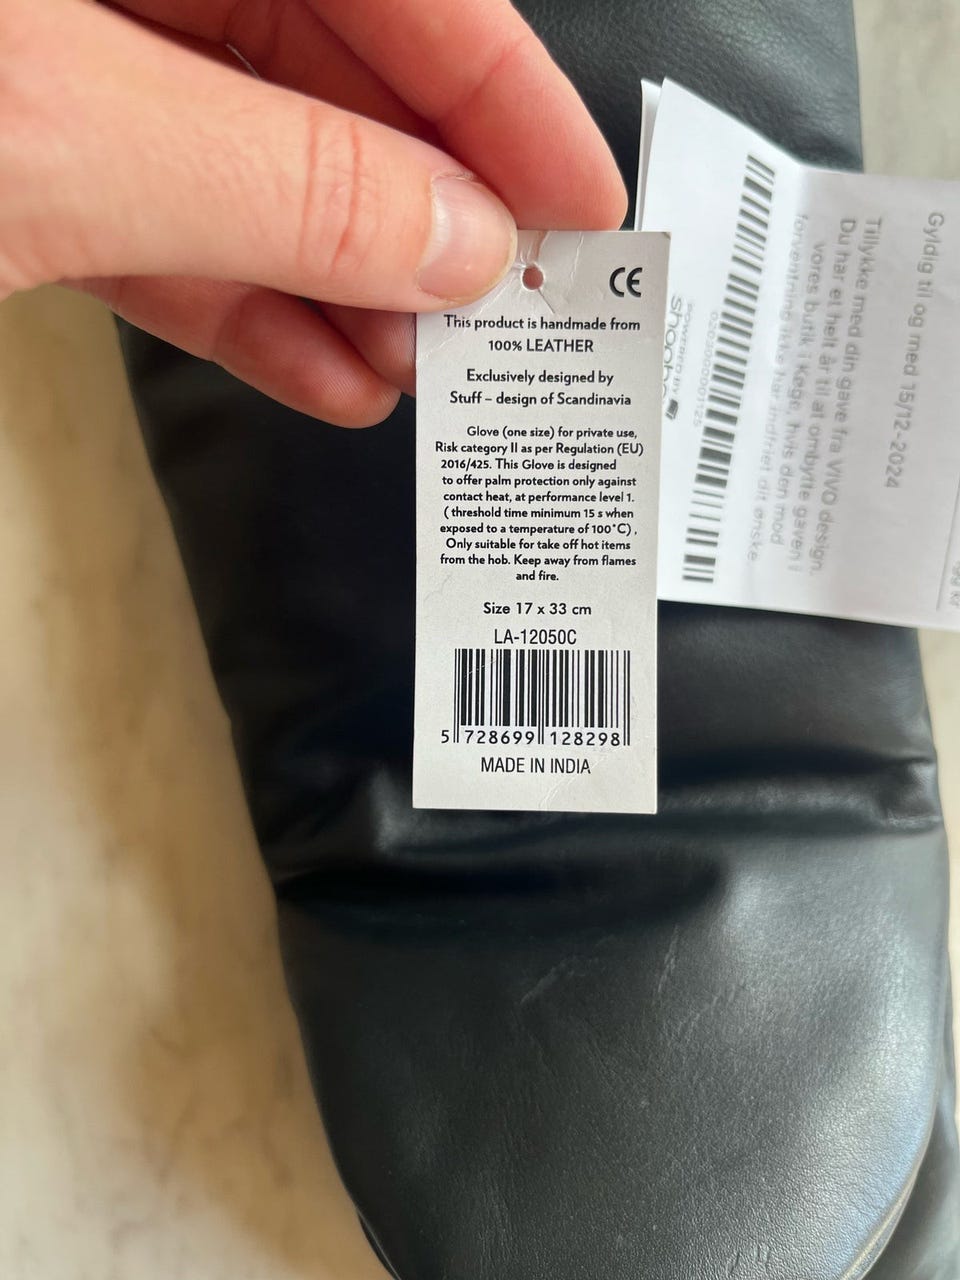 CE
This product is handmade from
100% LEATHER
Exclusively designed by
Stuff – design of Scandinavia
Glove (one size) for private use,
Risk category II as per Regulation (EU)
2016/425. This Glove is designed
to offer palm protection only against
contact heat, at performance level 1.
( threshold time minimum 15 s when
exposed to a temperature of 100°C) ,
Only suitable for take off hot items
from the hob. Keep away from flames
and fire.
Size 17 x 33 cm
LA-12050C
5 728699 128298
MADE IN INDIA
Gyldig til og med 15/12-2024
Tillykke med din gave fra VIVO design.
Du har et helt år til at ombytte gaven i
vores butik i Køge, hvis den mod
forventning ikke har indfriet dit ønske
POWERED BY